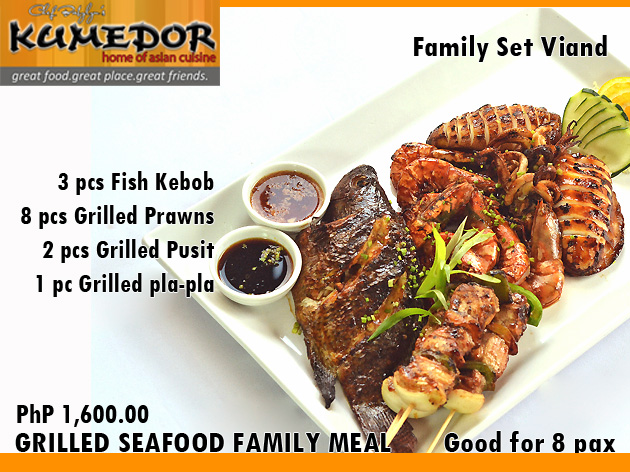 KUMEDOR
home of asian cuisine
great food.great place.great friends.
Family Set Viand
3 pcs Fish Kebob
8 pcs Grilled Prawns
2 pcs Grilled Pusit
1 pc Grilled pla-pla
PhP 1,600.00
GRILLED SEAFOOD FAMILY MEAL
Good for 8 pax